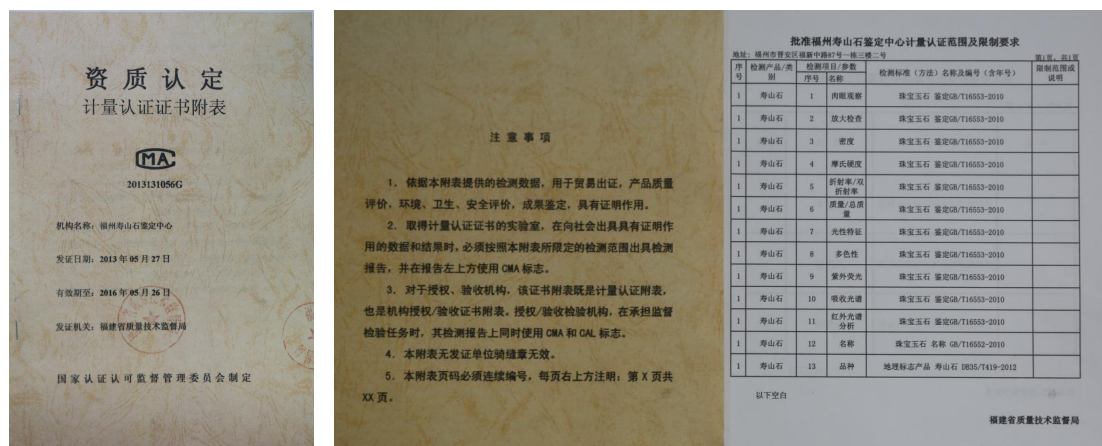 资质认定
计量认证证书附表
CMA
2013131056G
机构名称：福州寿山石鉴定中心
发证日期：2013年05月27日
有效期至：2016年05月26日
发证机关：福建省质量技术监督局
国家认证认可监督管理委员会制定
注意事项
1．依据本附表提供的检测数据，用于贸易出证，产品质量
评价，环境、卫生、安全评价，成果鉴定，具有证明作用。
2．取得计量认证证书的实验室，在向社会出具具有证明作
用的数据和结果时，必须按照本附表所限定的检测范围出具检测
报告，并在报告左上方使用CMA标志。
3．对于授权、验收机构，该证书附表既是计量认证附表，
也是机构授权/验收证书附表。授权/验收检验机构，在承担监督
检验任务时，其检测报告上同时使用CMA和CAL标志。
4．本附表无发证单位骑缝章无效。
5．本附表页码必须连续编号，每页右上方注明：第X页共
XX页。
批准福州寿山石鉴定中心计量认证范围及限制要求
地址：福州市晋安区福新中路87号一栋三楼二号
第1页，共1页
序号 检测产品/类别 检测项目/参数 检测标准（方法）名称及编号（含年号） 限制范围或说明
序号 名称
1 寿山石 1 肉眼观察 珠宝玉石 鉴定GB/T16553-2010
1 寿山石 2 放大检查 珠宝玉石 鉴定GB/T16553-2010
1 寿山石 3 密度 珠宝玉石 鉴定GB/T16553-2010
1 寿山石 4 摩氏硬度 珠宝玉石 鉴定GB/T16553-2010
1 寿山石 5 折射率/双折射率 珠宝玉石 鉴定GB/T16553-2010
1 寿山石 6 质量/总质量 珠宝玉石 鉴定GB/T16553-2010
1 寿山石 7 光性特征 珠宝玉石 鉴定GB/T16553-2010
1 寿山石 8 多色性 珠宝玉石 鉴定GB/T16553-2010
1 寿山石 9 紫外荧光 珠宝玉石 鉴定GB/T16553-2010
1 寿山石 10 吸收光谱 珠宝玉石 鉴定GB/T16553-2010
1 寿山石 11 红外光谱分析 珠宝玉石 鉴定GB/T16553-2010
1 寿山石 12 名称 珠宝玉石 名称 GB/T16552-2010
1 寿山石 13 品种 地理标志产品 寿山石 DB35/T419-2012
以下空白
福建省质量技术监督局